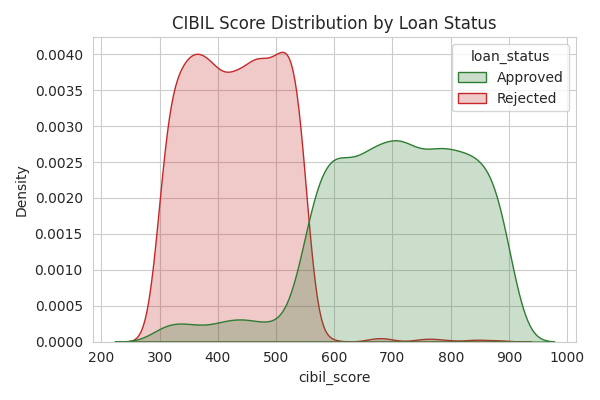 CIBIL Score Distribution by Loan Status
loan_status
Approved
Rejected
Density
0.0040
0.0035
0.0030
0.0025
0.0020
0.0015
0.0010
0.0005
0.0000
200 300 400 500 600 700 800 900 1000
cibil_score